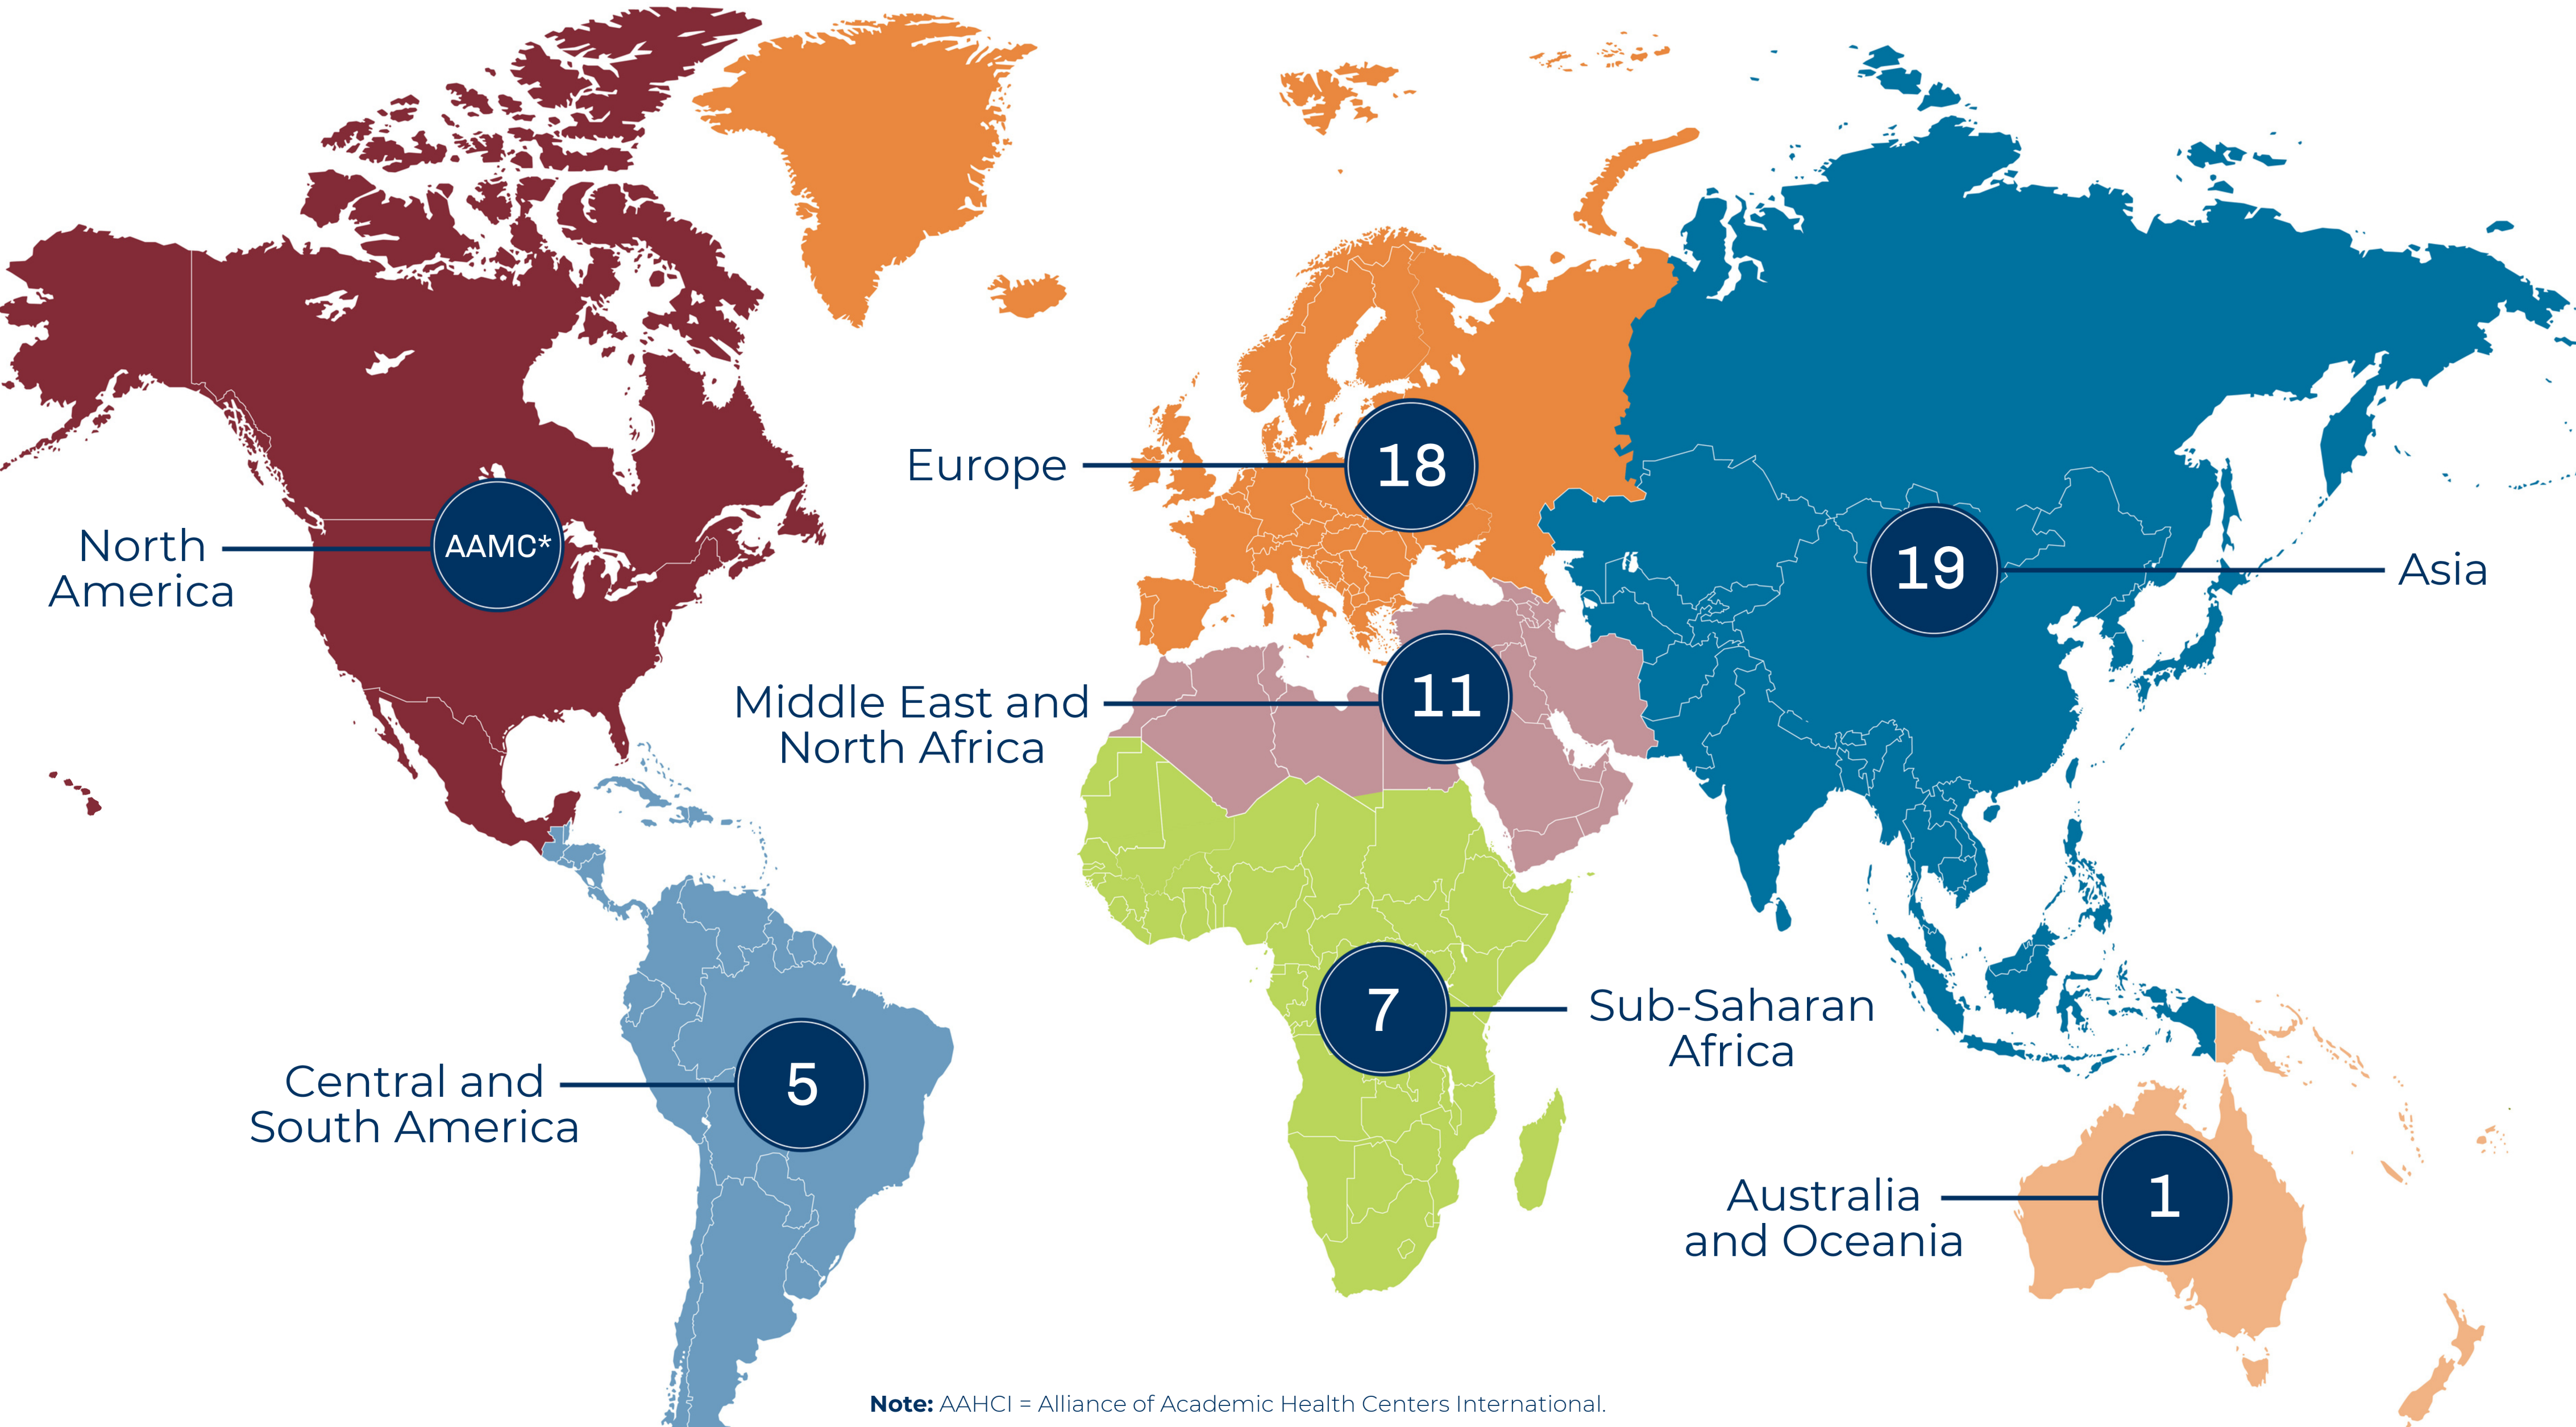 Europe
18
North
America
AAMC*
19
Asia
Middle East and
North Africa
11
7
Sub-Saharan
Africa
Central and
South America
5
Australia
and Oceania
1
Note: AAHCI = Alliance of Academic Health Centers International.